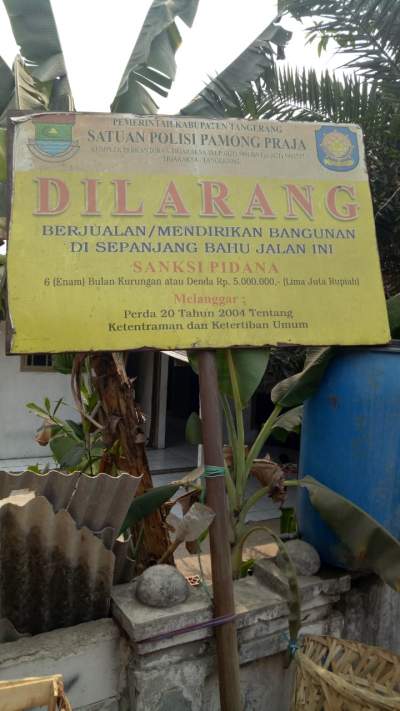 PEMERINTAH KABUPATEN TANGERANG
SATUAN POLISI PAMONG PRAJA
TIGARAKSA - TANGERANG
DILARANG
BERJUALAN/MENDIRIKAN BANGUNAN
DI SEPANJANG BAHU JALAN INI
SANKSI PIDANA
6 (Enam) Bulan Kurungan atau Denda Rp. 5.000.000,- (Lima Juta Rupiah)
Melanggar :
Perda 20 Tahun 2004 Tentang
Ketentraman dan Ketertiban Umum